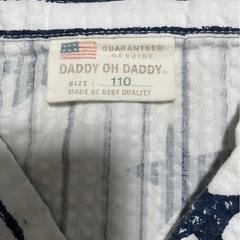 GUARANTEED
GENUINE
DADDY OH DADDY
SIZE : 110
MADE OF BEST QUALITY